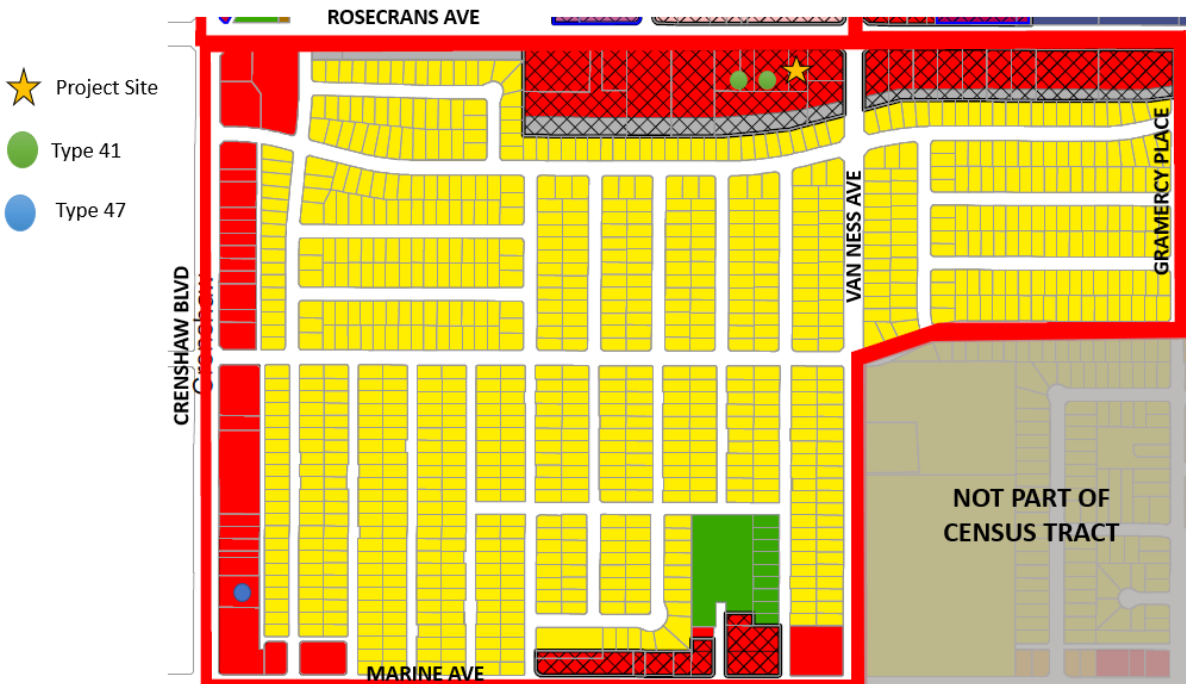 ROSECRANS AVE
Project Site
Type 41
Type 47
CRENSHAW BLVD
Crenshaw
VAN NESS AVE
GRAMERCY PLACE
NOT PART OF
CENSUS TRACT
MARINE AVE